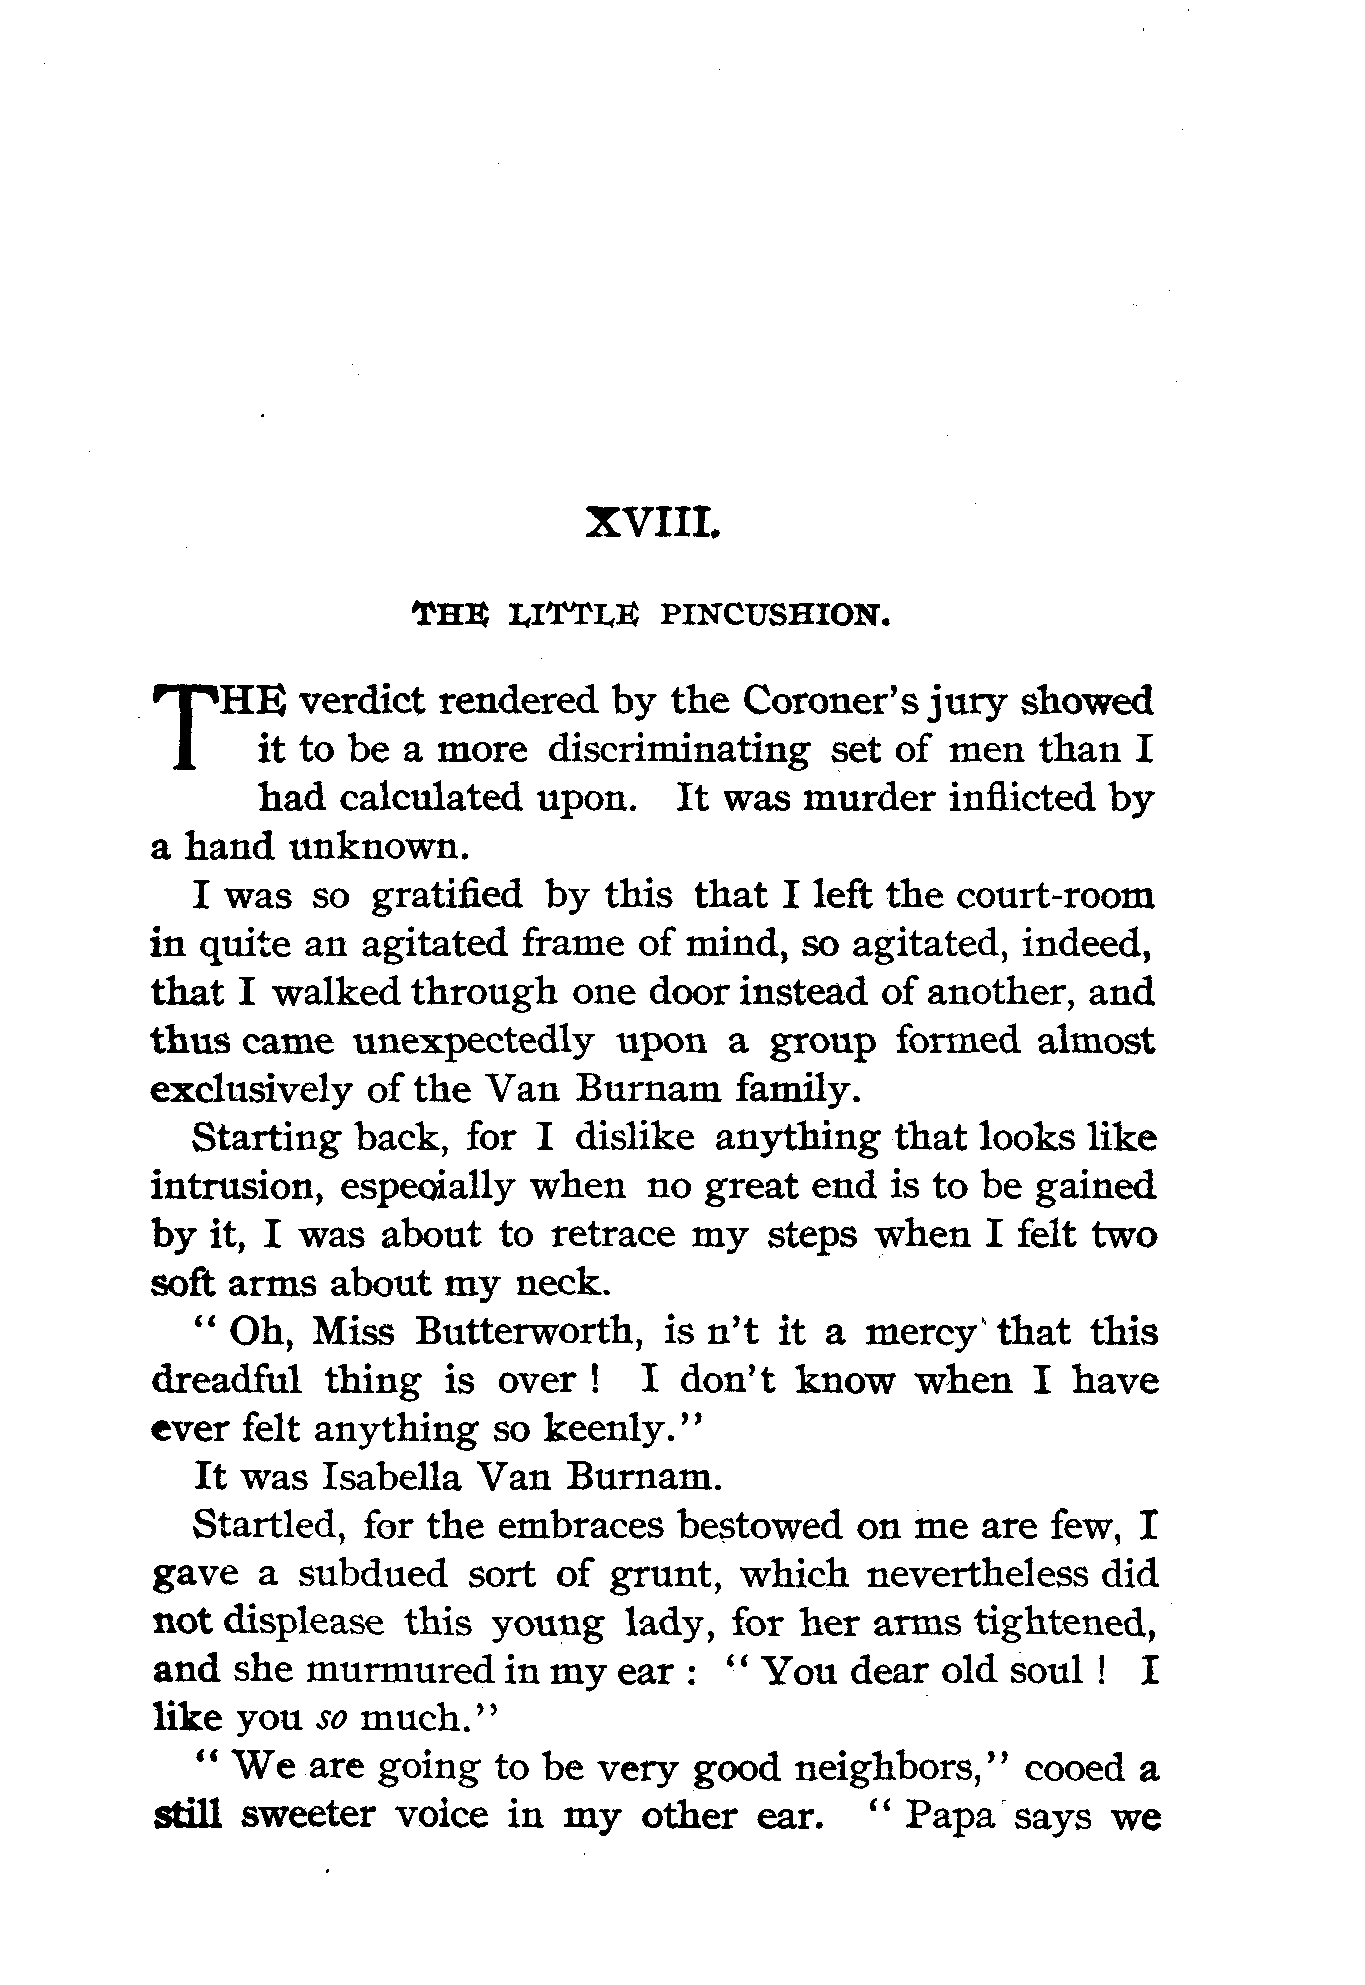 XVIII.
THE LITTLE PINCUSHION.
THE verdict rendered by the Coroner's jury showed
it to be a more discriminating set of men than I
had calculated upon. It was murder inflicted by
a hand unknown.
I was so gratified by this that I left the court-room
in quite an agitated frame of mind, so agitated, indeed,
that I walked through one door instead of another, and
thus came unexpectedly upon a group formed almost
exclusively of the Van Burnam family.
Starting back, for I dislike anything that looks like
intrusion, especially when no great end is to be gained
by it, I was about to retrace my steps when I felt two
soft arms about my neck.
" Oh, Miss Butterworth, is n't it a mercy that this
dreadful thing is over ! I don't know when I have
ever felt anything so keenly."
It was Isabella Van Burnam.
Startled, for the embraces bestowed on me are few, I
gave a subdued sort of grunt, which nevertheless did
not displease this young lady, for her arms tightened,
and she murmured in my ear : " You dear old soul ! I
like you so much."
" We are going to be very good neighbors," cooed a
still sweeter voice in my other ear. " Papa says we